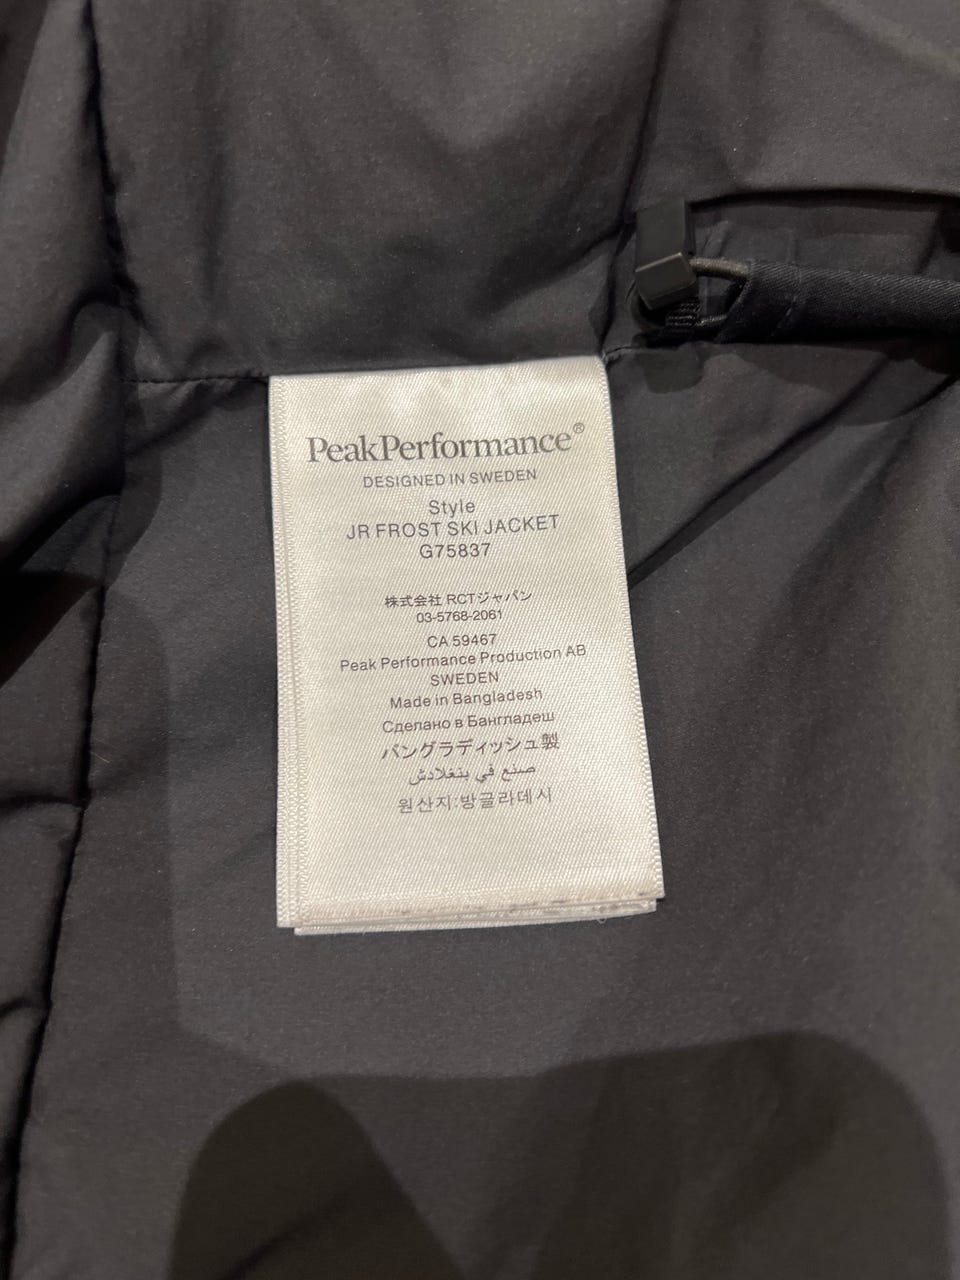 PeakPerformance®
DESIGNED IN SWEDEN
Style
JR FROST SKI JACKET
G75837
株式会社 RCTジャパン
03-5768-2061
CA 59467
Peak Performance Production AB
SWEDEN
Made in Bangladesh
Сделано в Бангладеш
バングラディッシュ製
صنع في بنغلادش
원산지:방글라데시